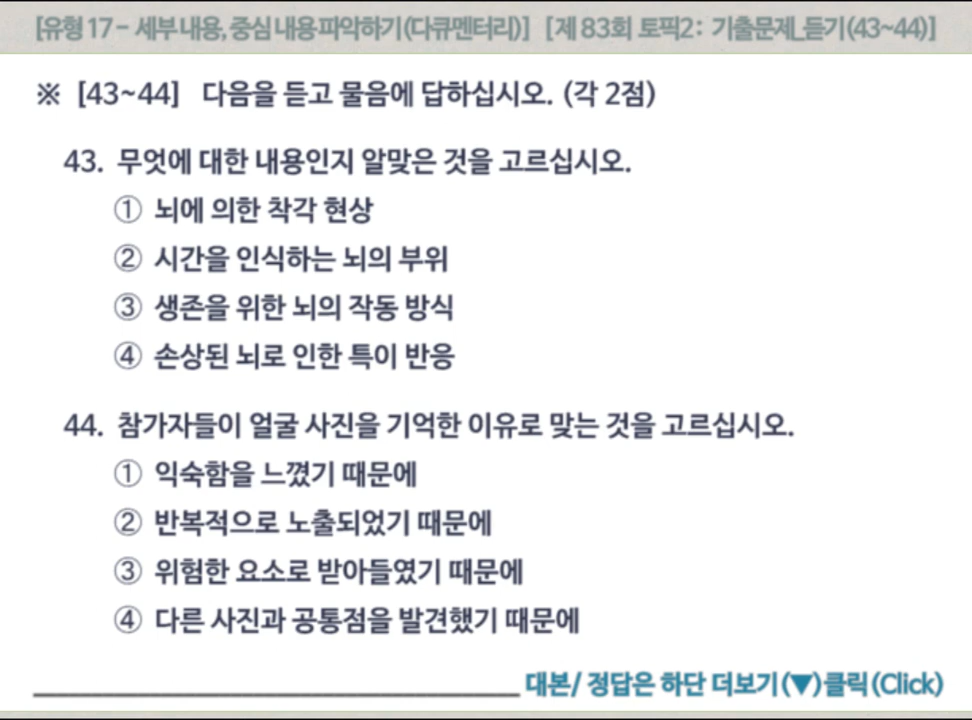 [유형 17 - 세부 내용, 중심 내용 파악하기 (다큐멘터리)] [제 83회 토픽2 : 기출문제_듣기 (43~44)]
※ [43~44] 다음을 듣고 물음에 답하십시오. (각 2점)
43. 무엇에 대한 내용인지 알맞은 것을 고르십시오.
① 뇌에 의한 착각 현상
② 시간을 인식하는 뇌의 부위
③ 생존을 위한 뇌의 작동 방식
④ 손상된 뇌로 인한 특이 반응
44. 참가자들이 얼굴 사진을 기억한 이유로 맞는 것을 고르십시오.
① 익숙함을 느꼈기 때문에
② 반복적으로 노출되었기 때문에
③ 위험한 요소로 받아들였기 때문에
④ 다른 사진과 공통점을 발견했기 때문에
대본/ 정답은 하단 더보기 (▼) 클릭 (Click)